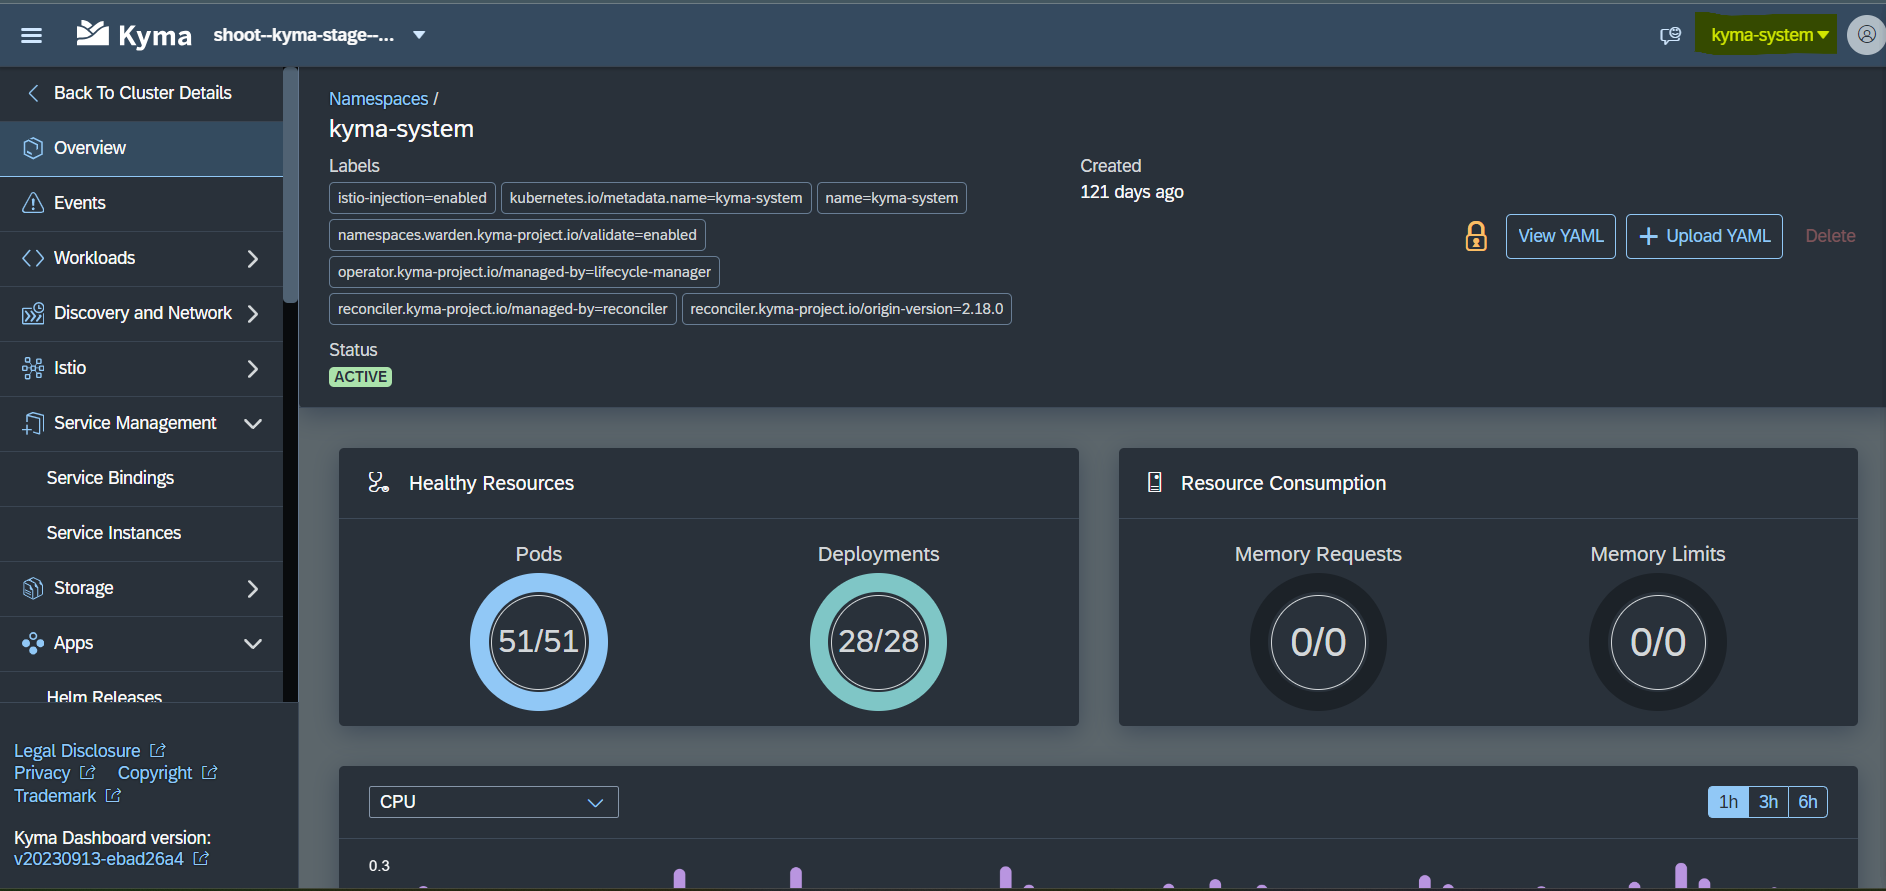 Kyma shoot--kyma-stage--... kyma-system
Back To Cluster Details
Overview
Events
Workloads
Discovery and Network
Istio
Service Management
Service Bindings
Service Instances
Storage
Apps
Helm Releases
Legal Disclosure
Privacy Copyright
Trademark
Kyma Dashboard version:
v20230913-ebad26a4
Namespaces /
kyma-system
Labels
istio-injection=enabled kubernetes.io/metadata.name=kyma-system name=kyma-system
namespaces.warden.kyma-project.io/validate=enabled
operator.kyma-project.io/managed-by=lifecycle-manager
reconciler.kyma-project.io/managed-by=reconciler reconciler.kyma-project.io/origin-version=2.18.0
Status
ACTIVE
Created
121 days ago
View YAML Upload YAML Delete
Healthy Resources
Pods Deployments
51/51 28/28
Resource Consumption
Memory Requests Memory Limits
0/0 0/0
CPU 1h 3h 6h
0.3